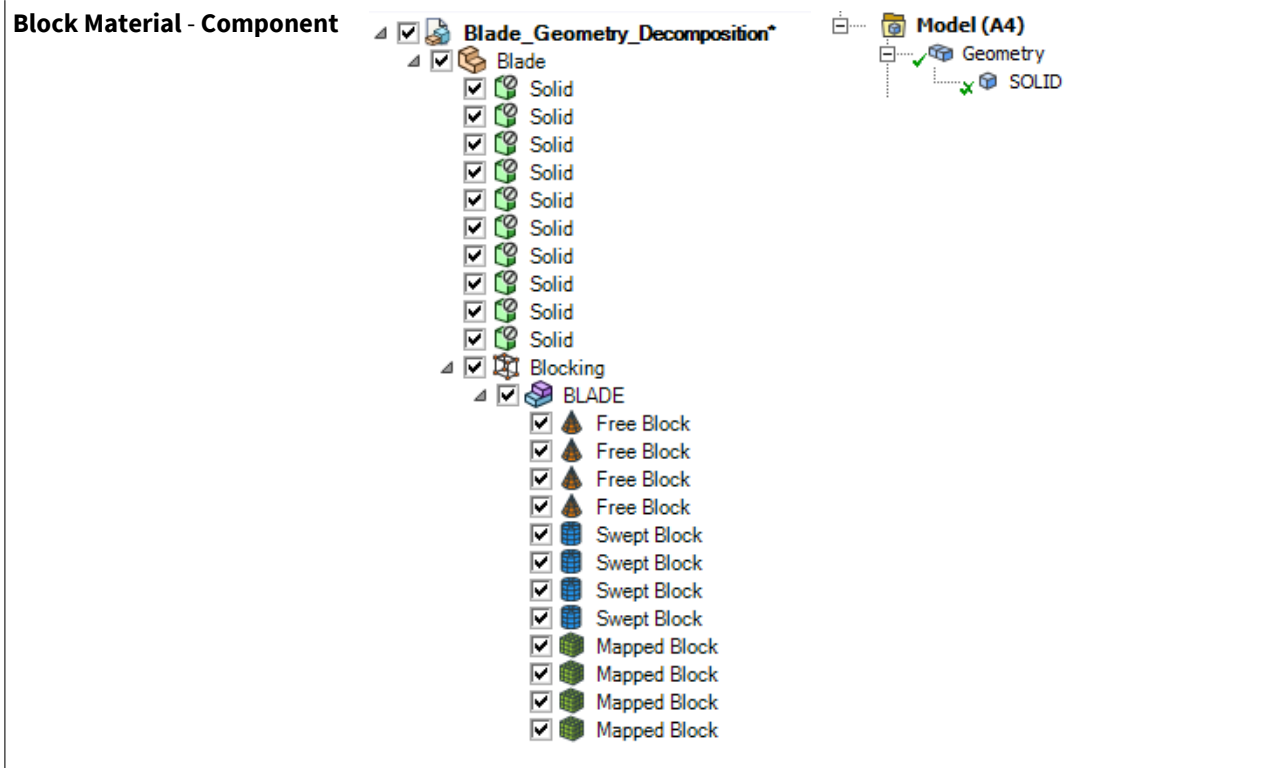 Block Material - Component
Blade_Geometry_Decomposition*
Blade
Solid
Solid
Solid
Solid
Solid
Solid
Solid
Solid
Solid
Solid
Blocking
BLADE
Free Block
Free Block
Free Block
Free Block
Swept Block
Swept Block
Swept Block
Swept Block
Mapped Block
Mapped Block
Mapped Block
Mapped Block
Model (A4)
Geometry
SOLID